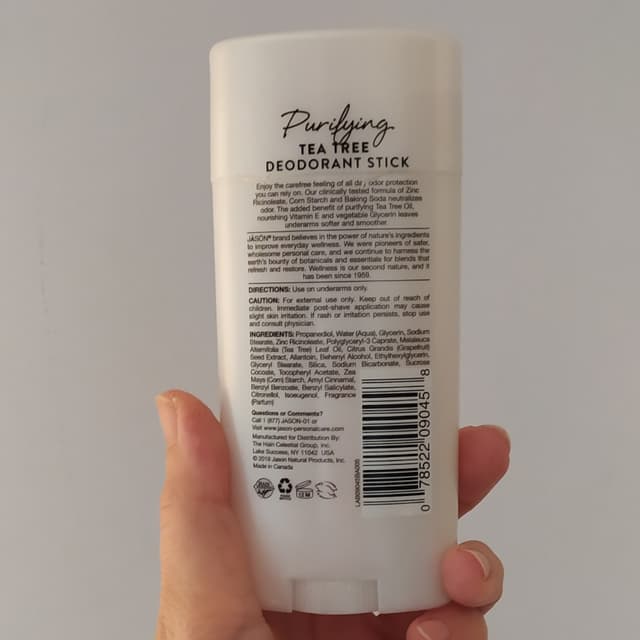 Purifying
TEA TREE
DEODORANT STICK
Enjoy the carefree feeling of all day odor protection
you can rely on. Our clinically tested formula of Zinc
Ricinoleate, Corn Starch and Baking Soda neutralizes
odor. The added benefit of purifying Tea Tree Oil,
nourishing Vitamin E and vegetable Glycerin leaves
underarms softer and smoother.
JĀSÖN® brand believes in the power of nature's ingredients
to improve everyday wellness. We were pioneers of safer,
wholesome personal care, and we continue to harness the
earth's bounty of botanicals and essentials for blends that
refresh and restore. Wellness is our second nature, and it
has been since 1959.
DIRECTIONS: Use on underarms only.
CAUTION: For external use only. Keep out of reach of
children. Immediate post-shave application may cause
slight skin irritation. If rash or irritation persists, stop use
and consult physician.
INGREDIENTS: Propanediol, Water (Aqua), Glycerin, Sodium
Stearate, Zinc Ricinoleate, Polyglyceryl-3 Caprate, Melaleuca
Alternifolia (Tea Tree) Leaf Oil, Citrus Grandis (Grapefruit)
Seed Extract, Allantoin, Behenyl Alcohol, Ethylhexylglycerin,
Glyceryl Stearate, Silica, Sodium Bicarbonate, Sucrose
Cocoate, Tocopheryl Acetate, Zea
Mays (Corn) Starch, Amyl Cinnamal,
Benzyl Benzoate, Benzyl Salicylate,
Citronellol, Isoeugenol, Fragrance
(Parfum)
Questions or Comments?
Call 1 (877) JASON-01 or
Visit www.jason-personalcare.com
Manufactured for Distribution By:
The Hain Celestial Group, Inc.
Lake Success, NY 11042 USA
© 2019 Jason Natural Products, Inc.
Made in Canada
12 M
0 78522 09045 8